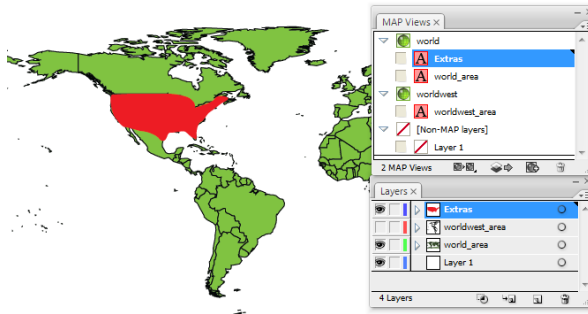 MAP Views ×
world
A Extras
A world_area
worldwest
A worldwest_area
[Non-MAP layers]
Layer 1
2 MAP Views
Layers ×
Extras
worldwest_area
world_area
Layer 1
4 Layers